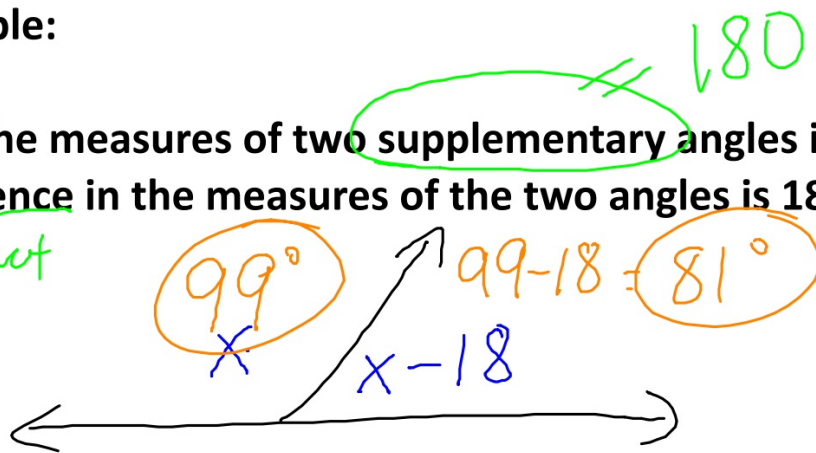 ple:
180
he measures of two supplementary angles i
ence in the measures of the two angles is 18
99° 99-18 = 81°
x x-18